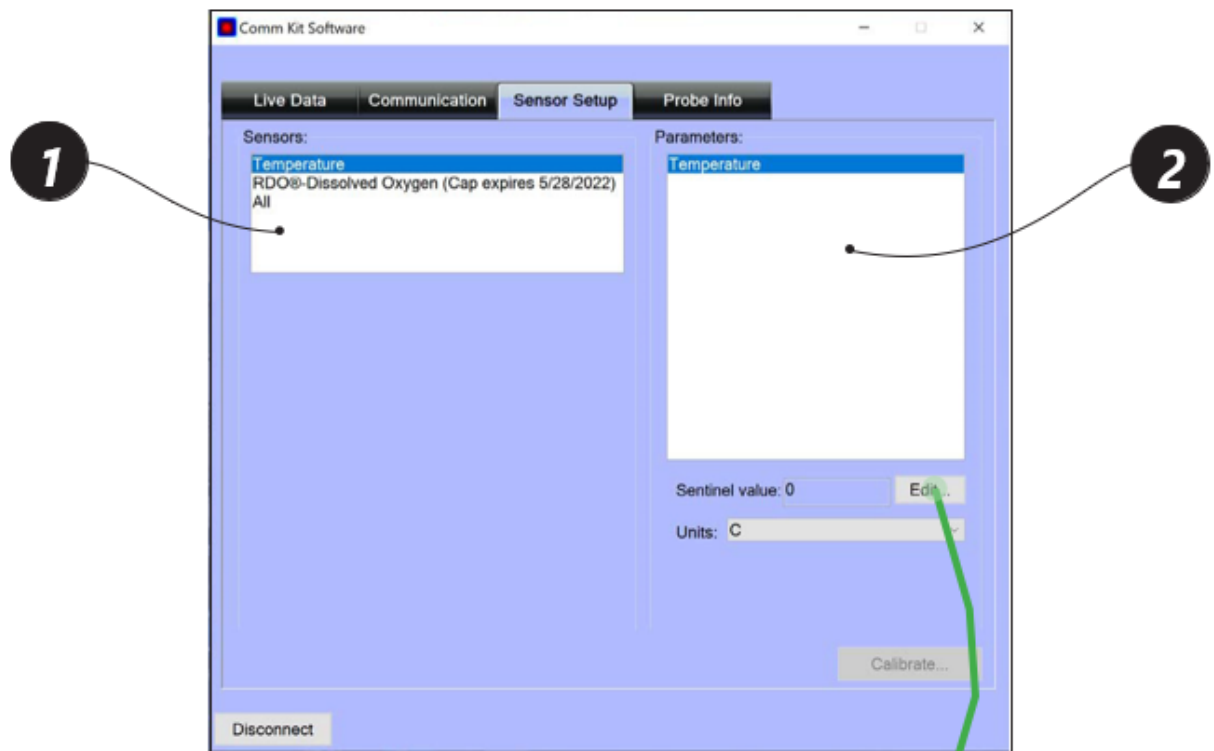 Comm Kit Software
Live Data Communication Sensor Setup Probe Info
Sensors:
Temperature
RDO®-Dissolved Oxygen (Cap expires 5/28/2022)
All
1
Parameters:
Temperature
2
Sentinel value: 0 Edit...
Units: C
Calibrate...
Disconnect